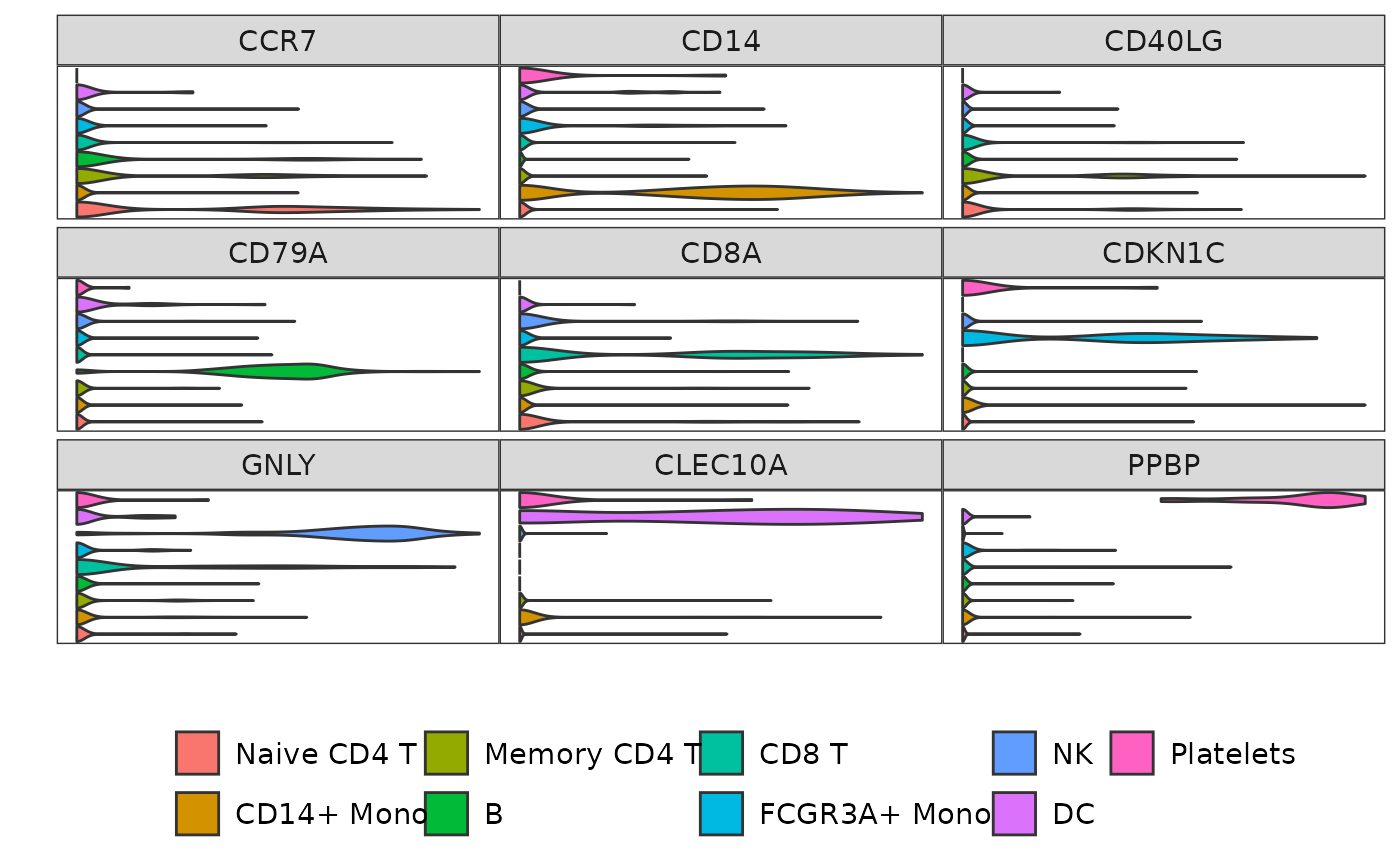 CCR7 CD14 CD40LG
CD79A CD8A CDKN1C
GNLY CLEC10A PPBP
Naive CD4 T Memory CD4 T CD8 T NK Platelets
CD14+ Mono B FCGR3A+ Mono DC